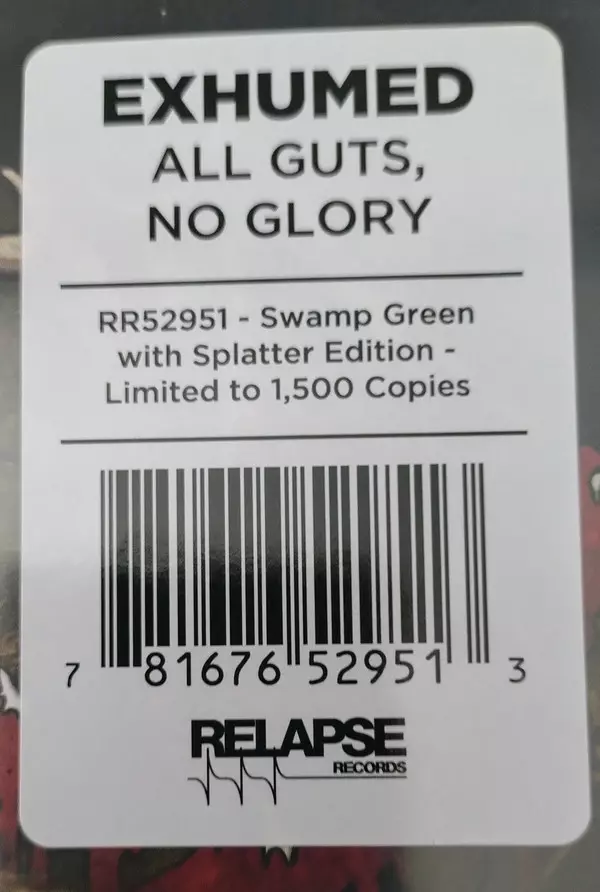 EXHUMED
ALL GUTS,
NO GLORY
RR52951 - Swamp Green
with Splatter Edition -
Limited to 1,500 Copies
7 81676 52951 3
RELAPSE
RECORDS